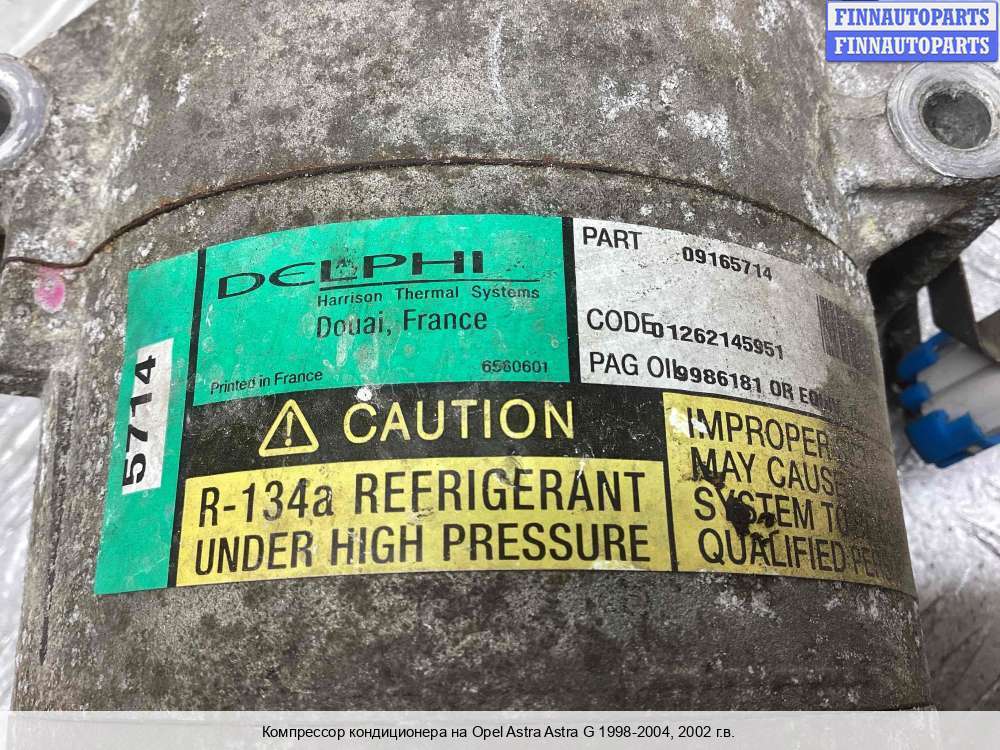 FINNAUTOPARTS
FINNAUTOPARTS
DELPHI
Harrison Thermal Systems
Douai, France
Printed in France
6560601
PART 09165714
CODE 01262145951
PAG OIL 9986181 OR
5714
CAUTION
R-134a REFRIGERANT
UNDER HIGH PRESSURE
IMPROPER
MAY CAUSE
SYSTEM TO
QUALIFIED
Компрессор кондиционера на Opel Astra Astra G 1998-2004, 2002 г.в.